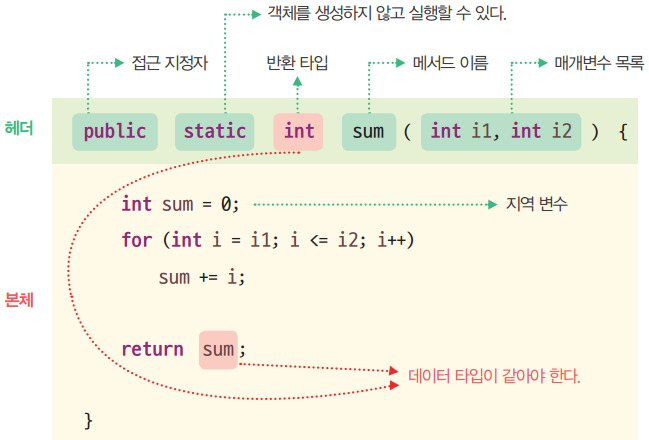 객체를 생성하지 않고 실행할 수 있다.
접근 지정자 반환 타입 메서드 이름 매개변수 목록
헤더 public static int sum ( int i1, int i2 ) {
int sum = 0; 지역 변수
for (int i = i1; i <= i2; i++)
sum += i;
본체
return sum;
데이터 타입이 같아야 한다.
}